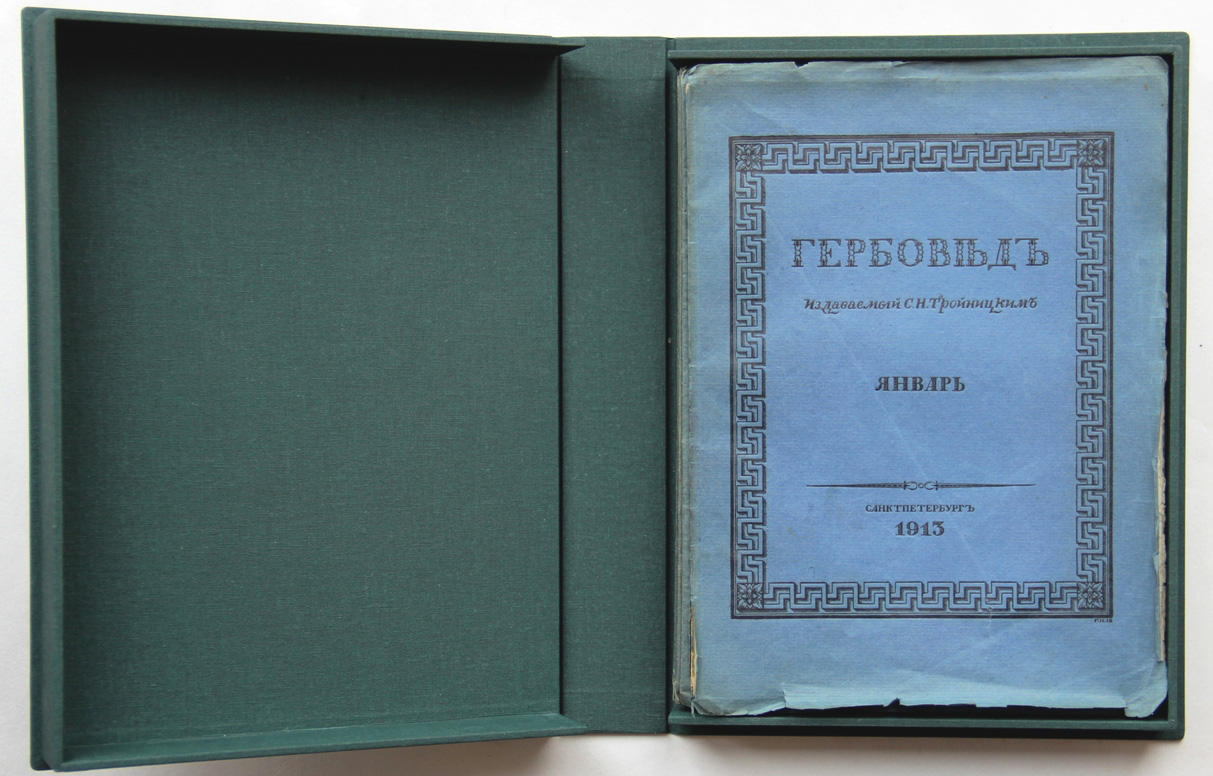 ГЕРБОВѢДЪ
Издаваемый С Н. Тройницкимъ
ЯНВАРЬ
САНКТПЕТЕРБУРГЪ
1913